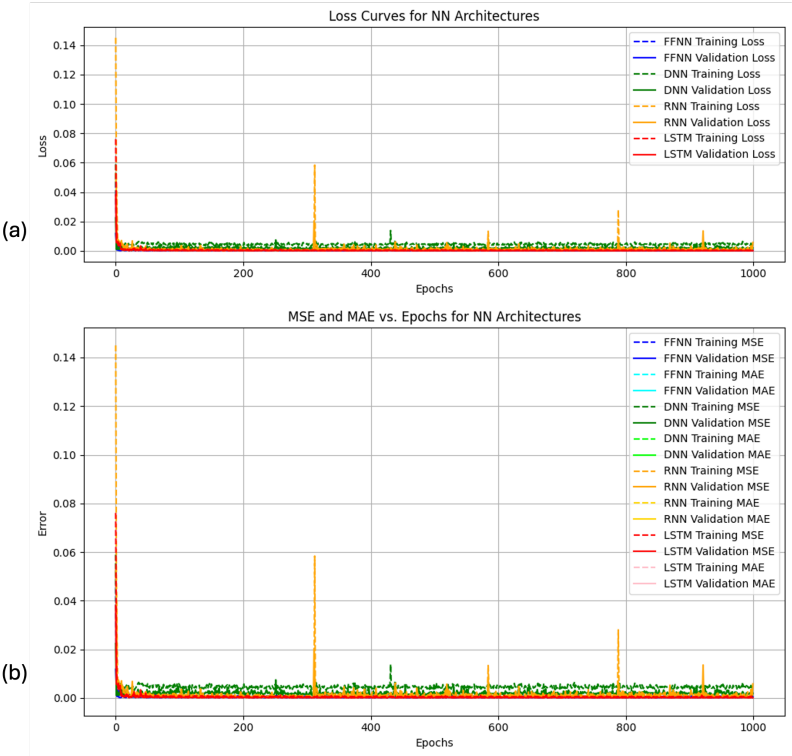 (a)
Loss Curves for NN Architectures
Loss
0.14
0.12
0.10
0.08
0.06
0.04
0.02
0.00
FFNN Training Loss
FFNN Validation Loss
DNN Training Loss
DNN Validation Loss
RNN Training Loss
RNN Validation Loss
LSTM Training Loss
LSTM Validation Loss
0 200 400 600 800 1000
Epochs
(b)
MSE and MAE vs. Epochs for NN Architectures
Error
0.14
0.12
0.10
0.08
0.06
0.04
0.02
0.00
FFNN Training MSE
FFNN Validation MSE
FFNN Training MAE
FFNN Validation MAE
DNN Training MSE
DNN Validation MSE
DNN Training MAE
DNN Validation MAE
RNN Training MSE
RNN Validation MSE
RNN Training MAE
RNN Validation MAE
LSTM Training MSE
LSTM Validation MSE
LSTM Training MAE
LSTM Validation MAE
0 200 400 600 800 1000
Epochs